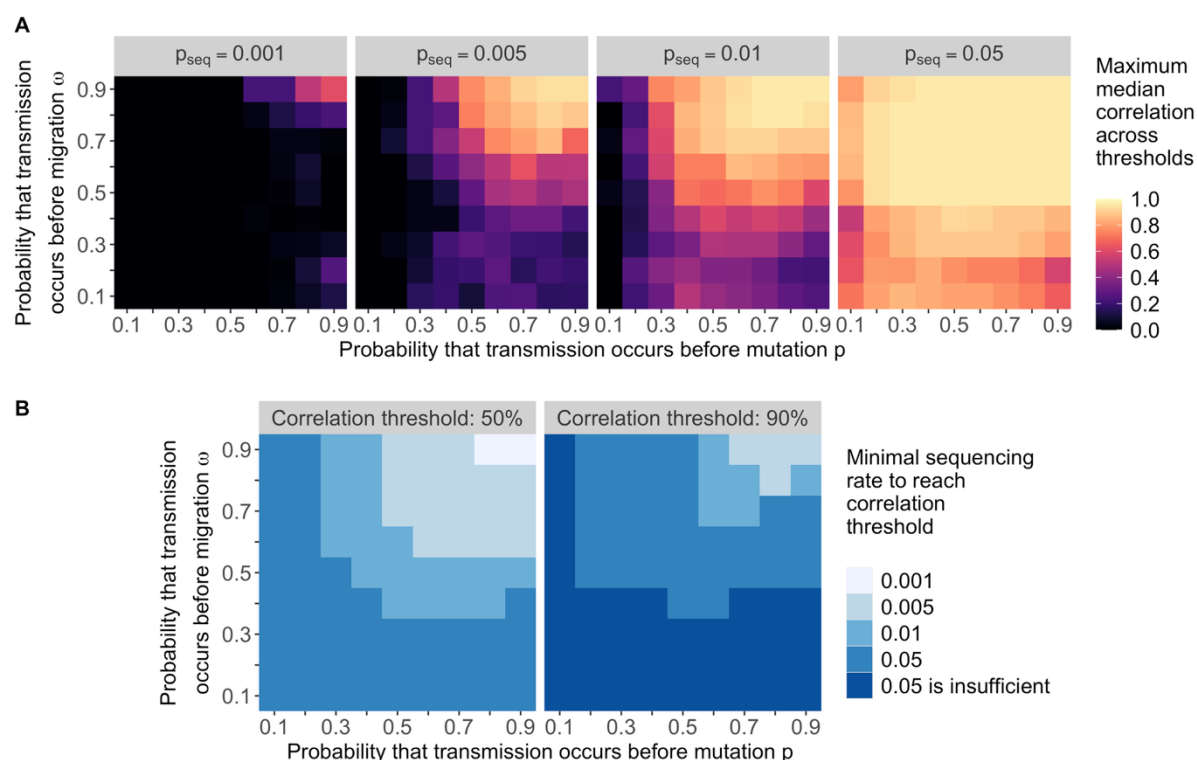 A
pseq = 0.001
pseq = 0.005
pseq = 0.01
pseq = 0.05
Probability that transmission
occurs before migration ω
0.9
0.7
0.5
0.3
0.1
0.1 0.3 0.5 0.7 0.9
0.1 0.3 0.5 0.7 0.9
0.1 0.3 0.5 0.7 0.9
0.1 0.3 0.5 0.7 0.9
Probability that transmission occurs before mutation p
Maximum
median
correlation
across
thresholds
1.0
0.8
0.6
0.4
0.2
0.0
B
Correlation threshold: 50%
Correlation threshold: 90%
Probability that transmission
occurs before migration ω
0.9
0.7
0.5
0.3
0.1
0.1 0.3 0.5 0.7 0.9
0.1 0.3 0.5 0.7 0.9
Probability that transmission occurs before mutation p
Minimal sequencing
rate to reach
correlation
threshold
0.001
0.005
0.01
0.05
0.05 is insufficient